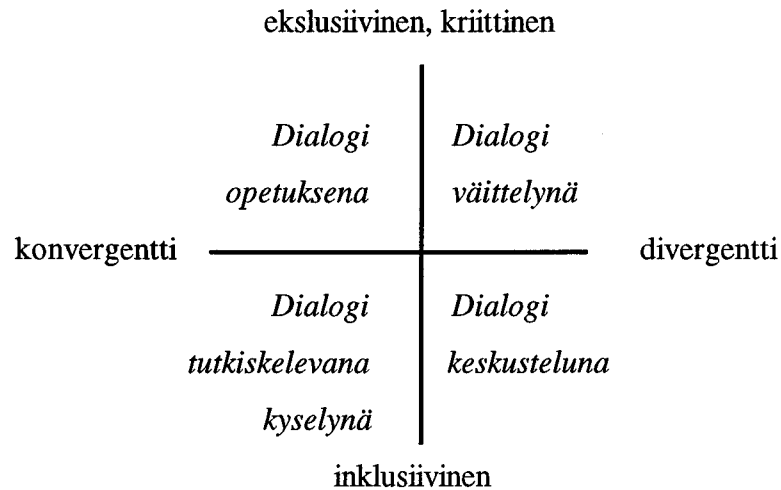 ekslusiivinen, kriittinen
Dialogi
opetuksena
Dialogi
väittelynä
konvergentti
divergentti
Dialogi
tutkiskelevana
kyselynä
Dialogi
keskusteluna
inklusiivinen